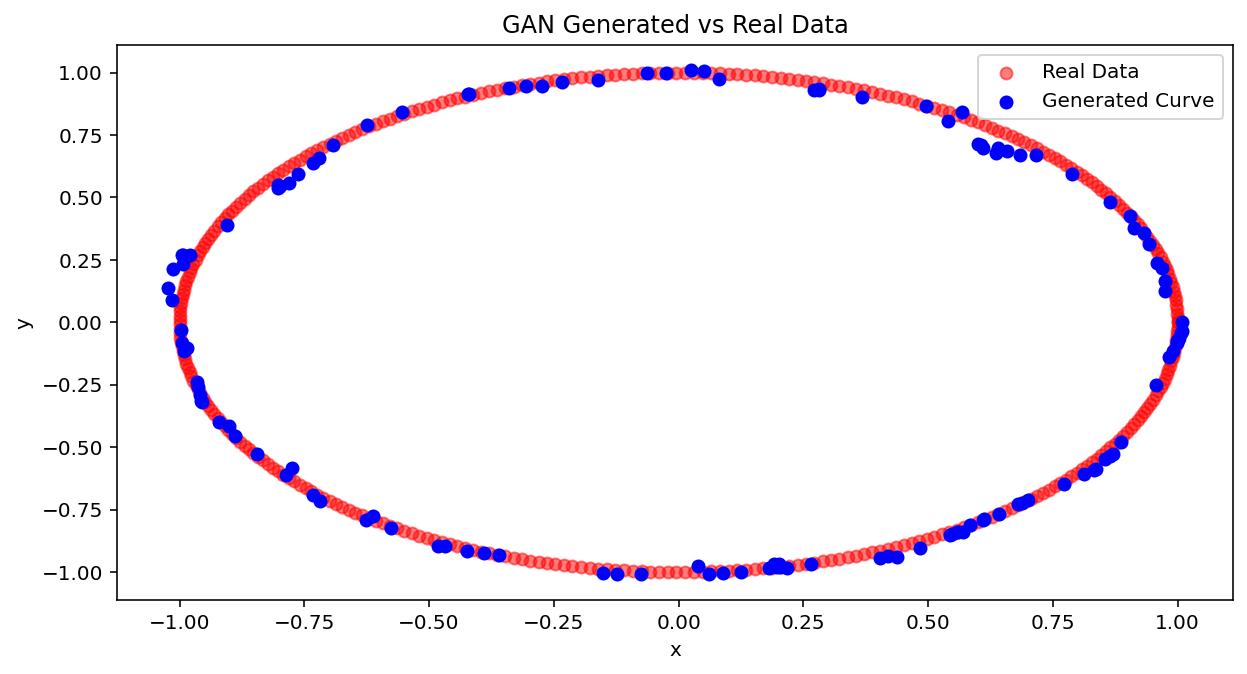 GAN Generated vs Real Data
Real Data
Generated Curve
1.00
0.75
0.50
0.25
0.00
−0.25
−0.50
−0.75
−1.00
y
−1.00 −0.75 −0.50 −0.25 0.00 0.25 0.50 0.75 1.00
x